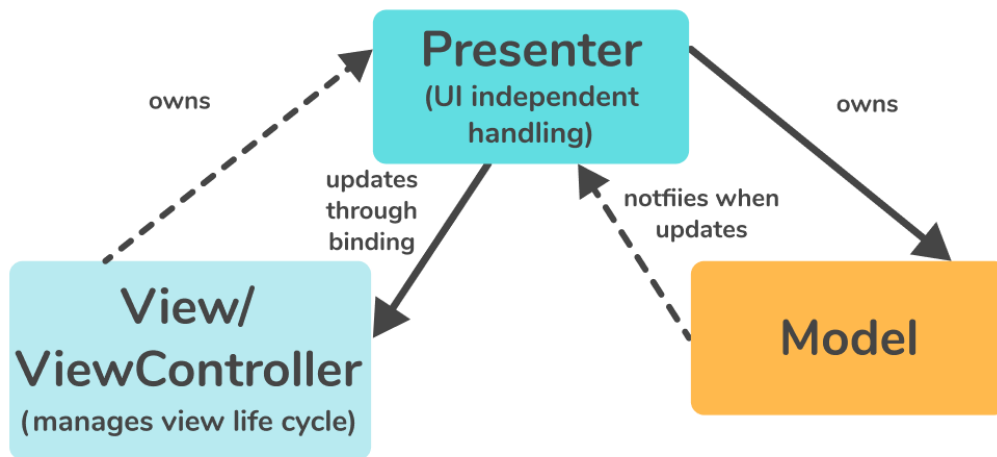 Presenter
(UI independent
handling)
owns
owns
updates
through
binding
notfiies when
updates
View/
ViewController
(manages view life cycle)
Model